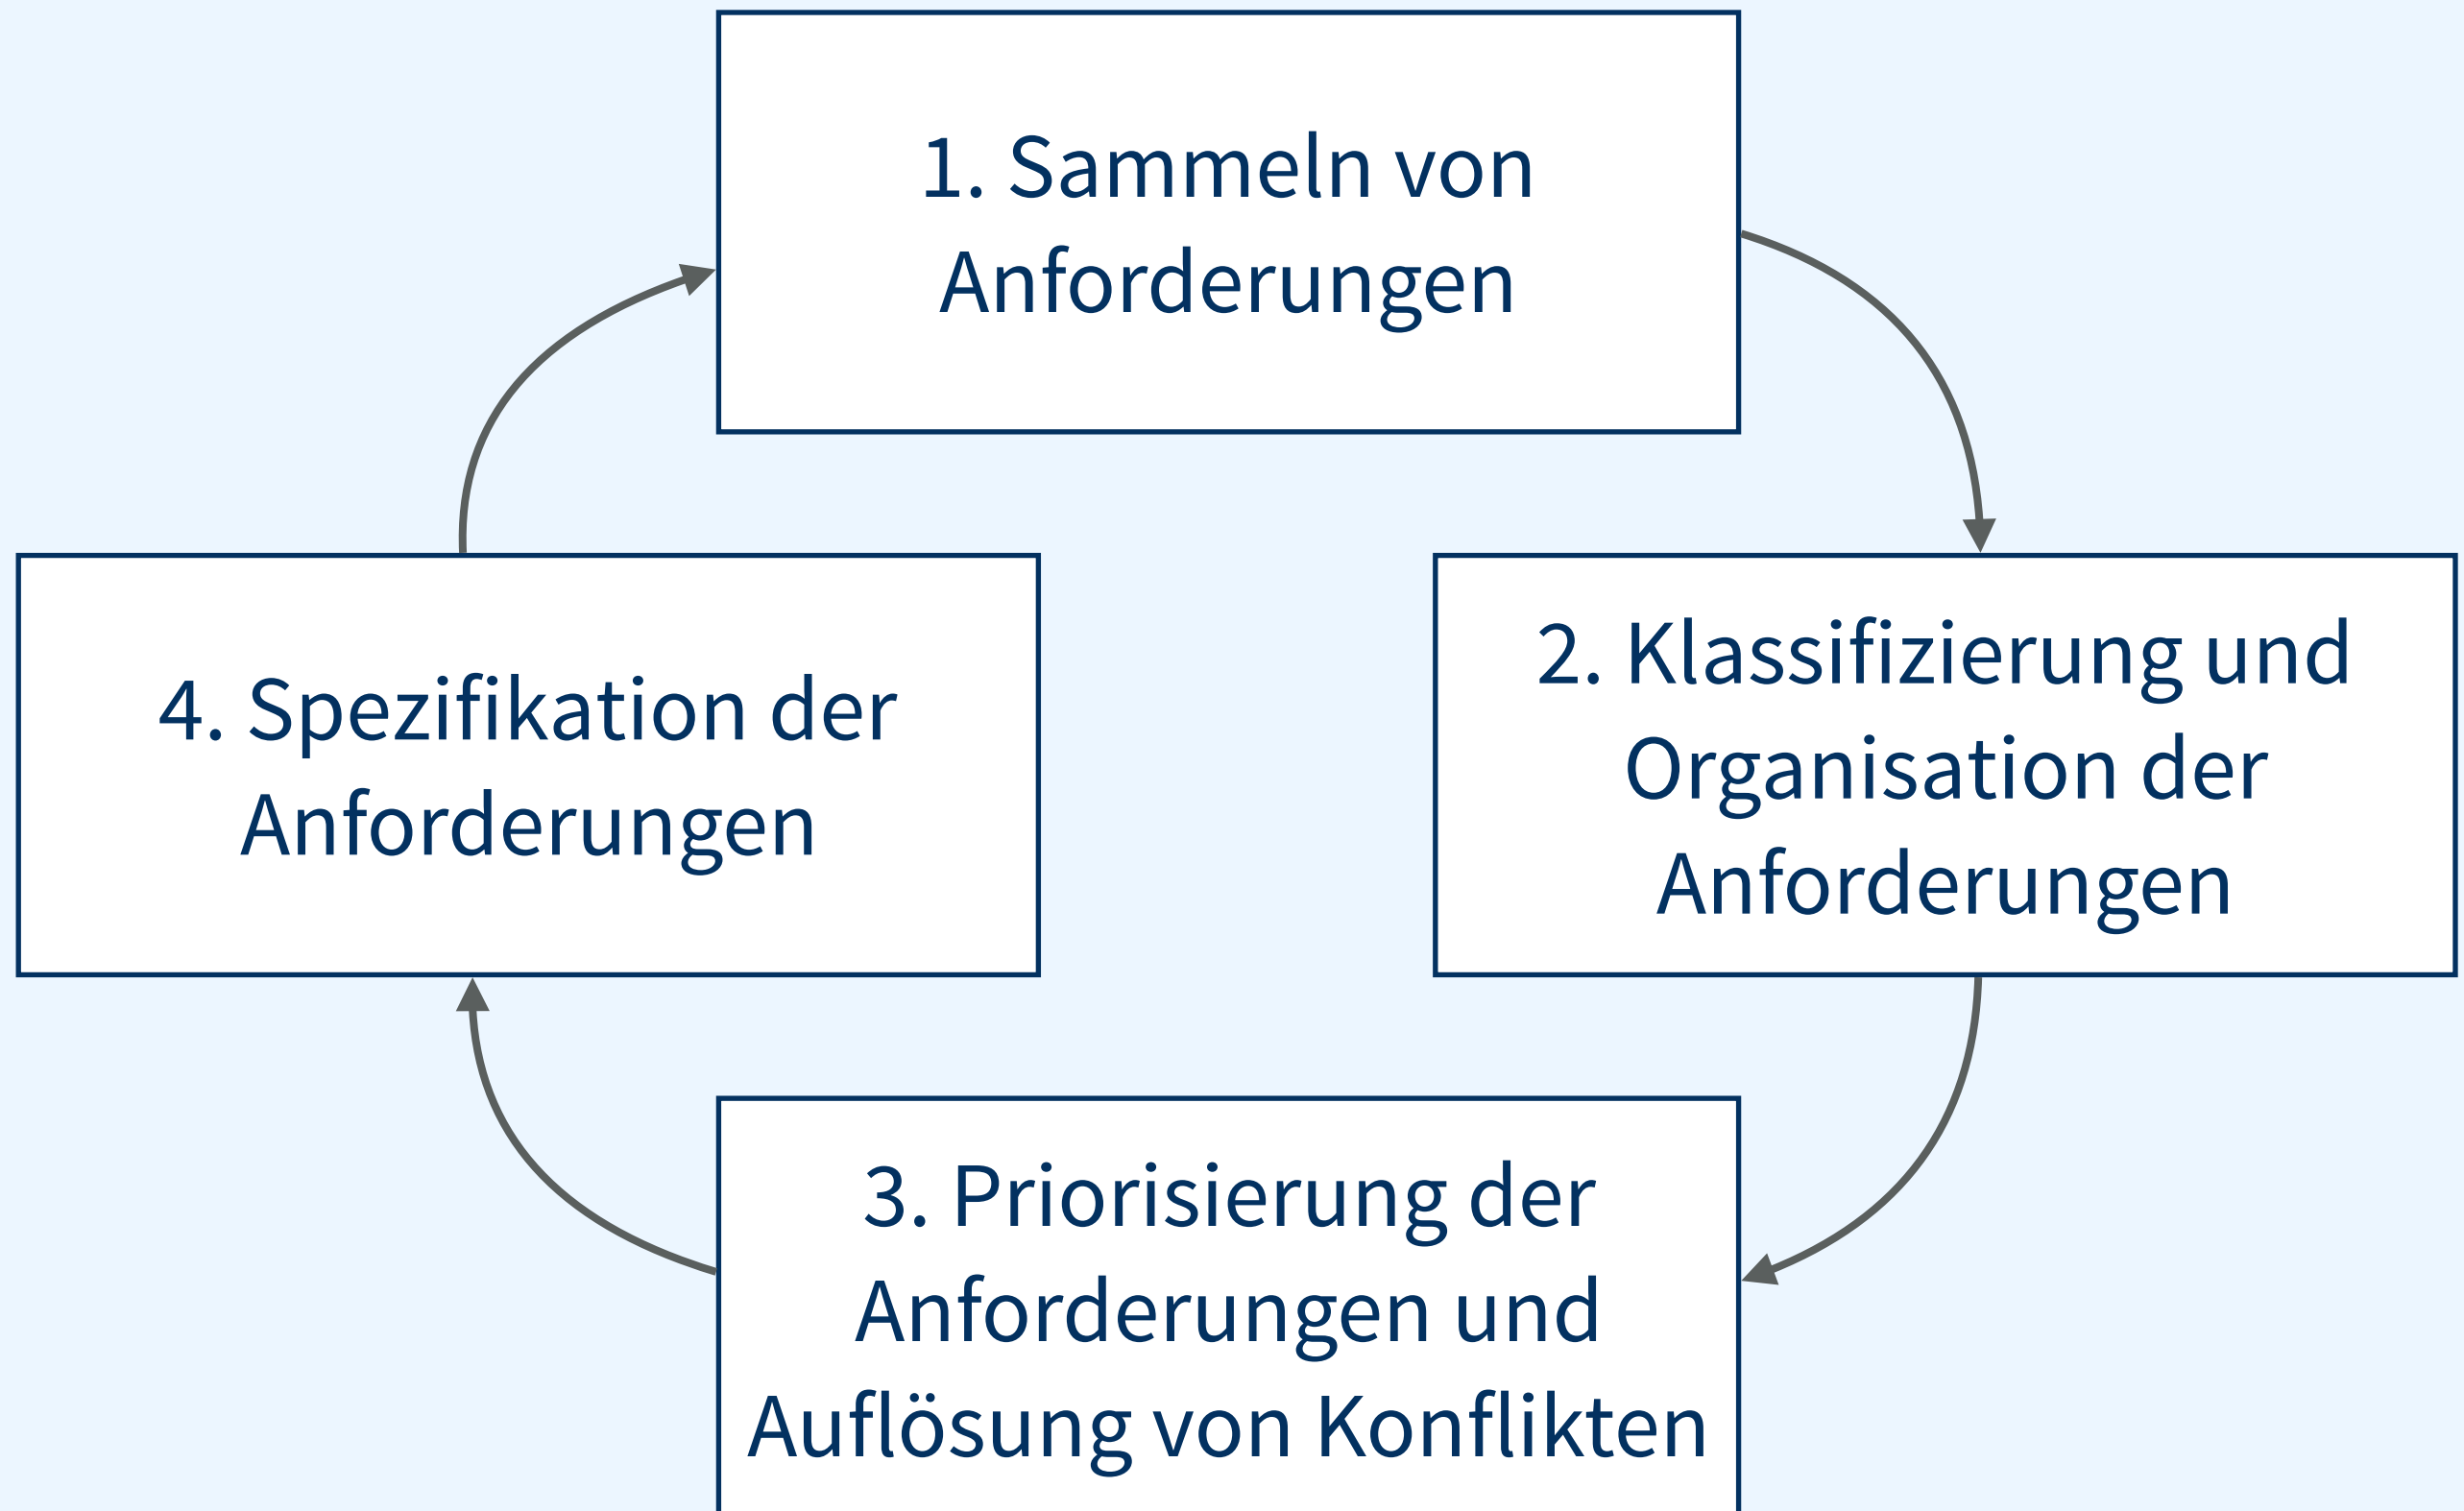 1. Sammeln von
Anforderungen
4. Spezifikation der
Anforderungen
2. Klassifizierung und
Organisation der
Anforderungen
3. Priorisierung der
Anforderungen und
Auflösung von Konflikten